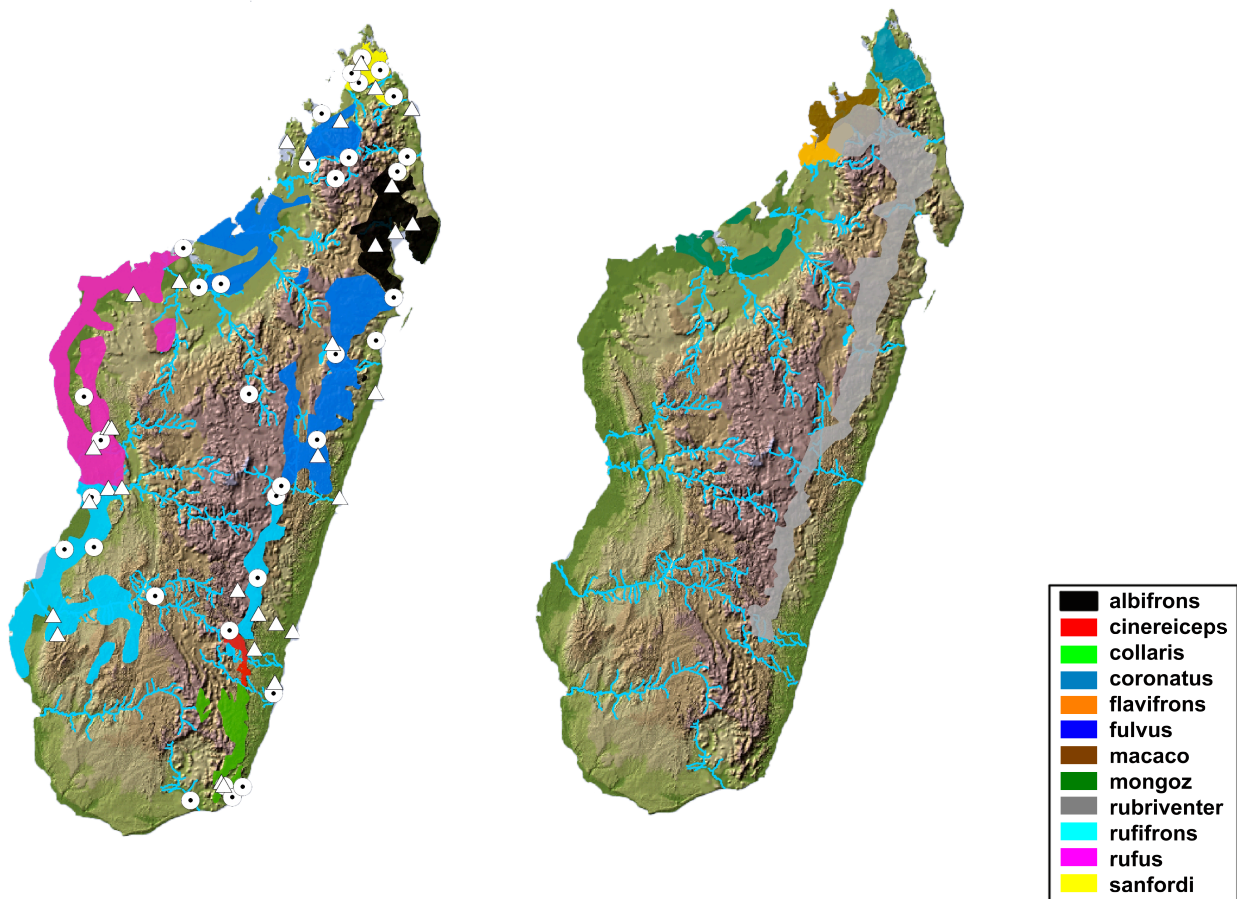 albifrons
cinereiceps
collaris
coronatus
flavifrons
fulvus
macaco
mongoz
rubriventer
rufifrons
rufus
sanfordi